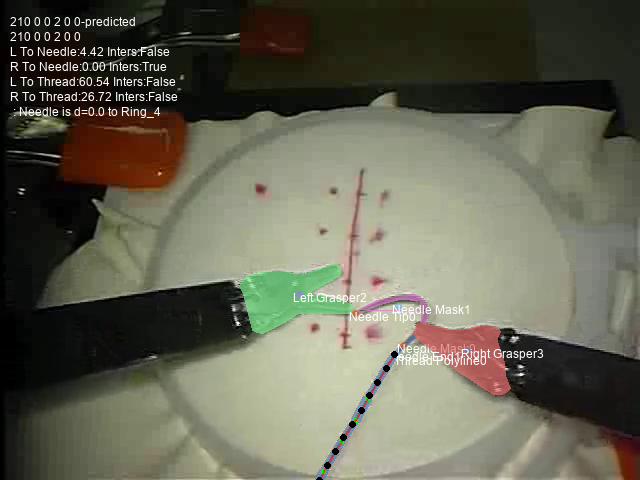 210 0 0 2 0 0-predicted
210 0 0 2 0 0
L To Needle:4.42 Inters:False
R To Needle:0.00 Inters:True
L To Thread:60.54 Inters:False
R To Thread:26.72 Inters:False
: Needle is d=0.0 to Ring_4
Left Grasper2
Needle Mask1
Needle Tip0
Needle Mask0
Needle End1
Right Grasper3
Thread Polyline0